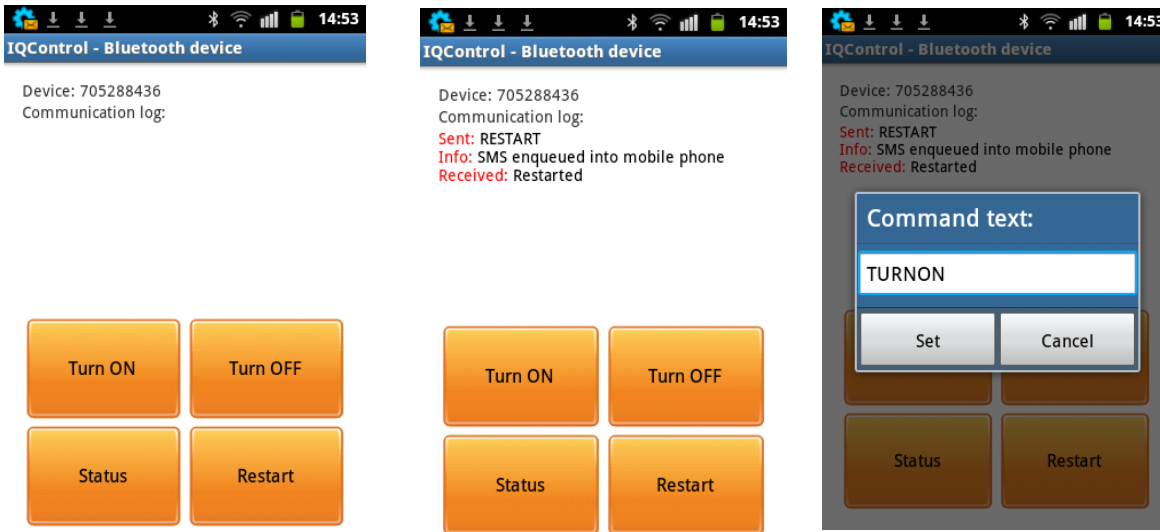 14:53
IQControl - Bluetooth device
Device: 705288436
Communication log:
Turn ON
Turn OFF
Status
Restart
14:53
IQControl - Bluetooth device
Device: 705288436
Communication log:
Sent: RESTART
Info: SMS enqueued into mobile phone
Received: Restarted
Turn ON
Turn OFF
Status
Restart
14:53
IQControl - Bluetooth device
Device: 705288436
Communication log:
Sent: RESTART
Info: SMS enqueued into mobile phone
Received: Restarted
Command text:
TURNON
Set
Cancel
Status
Restart